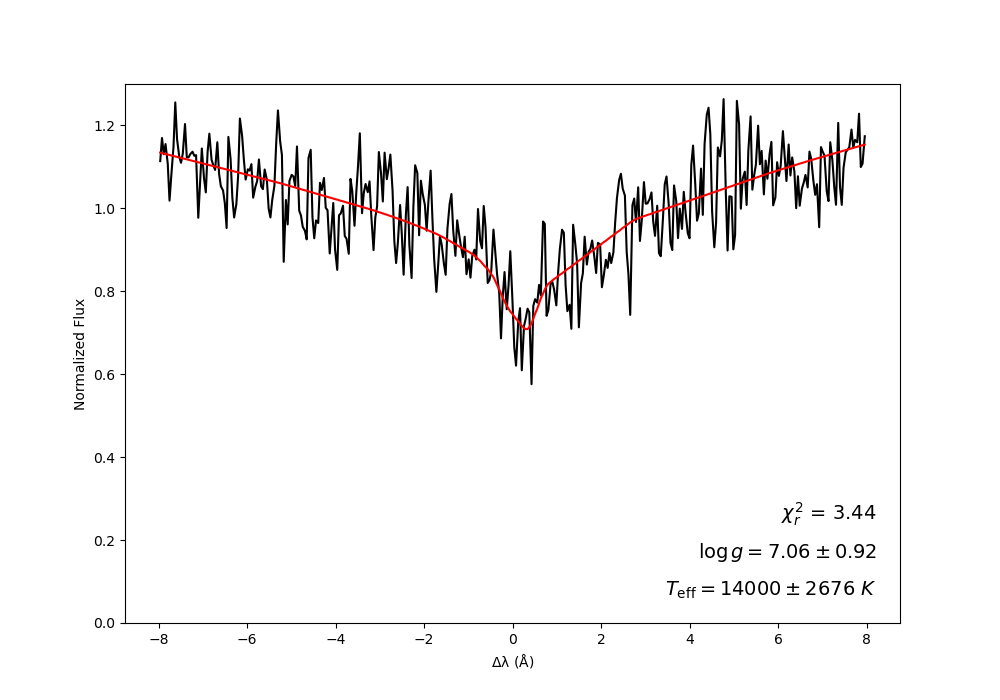 1.2
1.0
0.8
0.6
0.4
0.2
0.0
Normalized Flux
χ²ᵣ = 3.44
log g = 7.06 ± 0.92
T_eff = 14000 ± 2676 K
−8 −6 −4 −2 0 2 4 6 8
Δλ (Å)